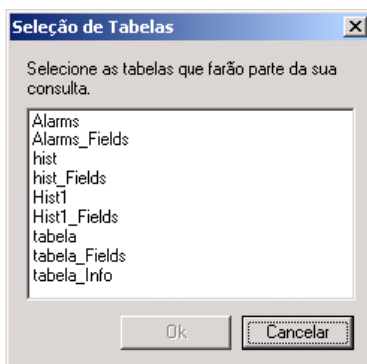 Seleção de Tabelas
Selecione as tabelas que farão parte da sua
consulta.
Alarms
Alarms_Fields
hist
hist_Fields
Hist1
Hist1_Fields
tabela
tabela_Fields
tabela_Info
Ok
Cancelar